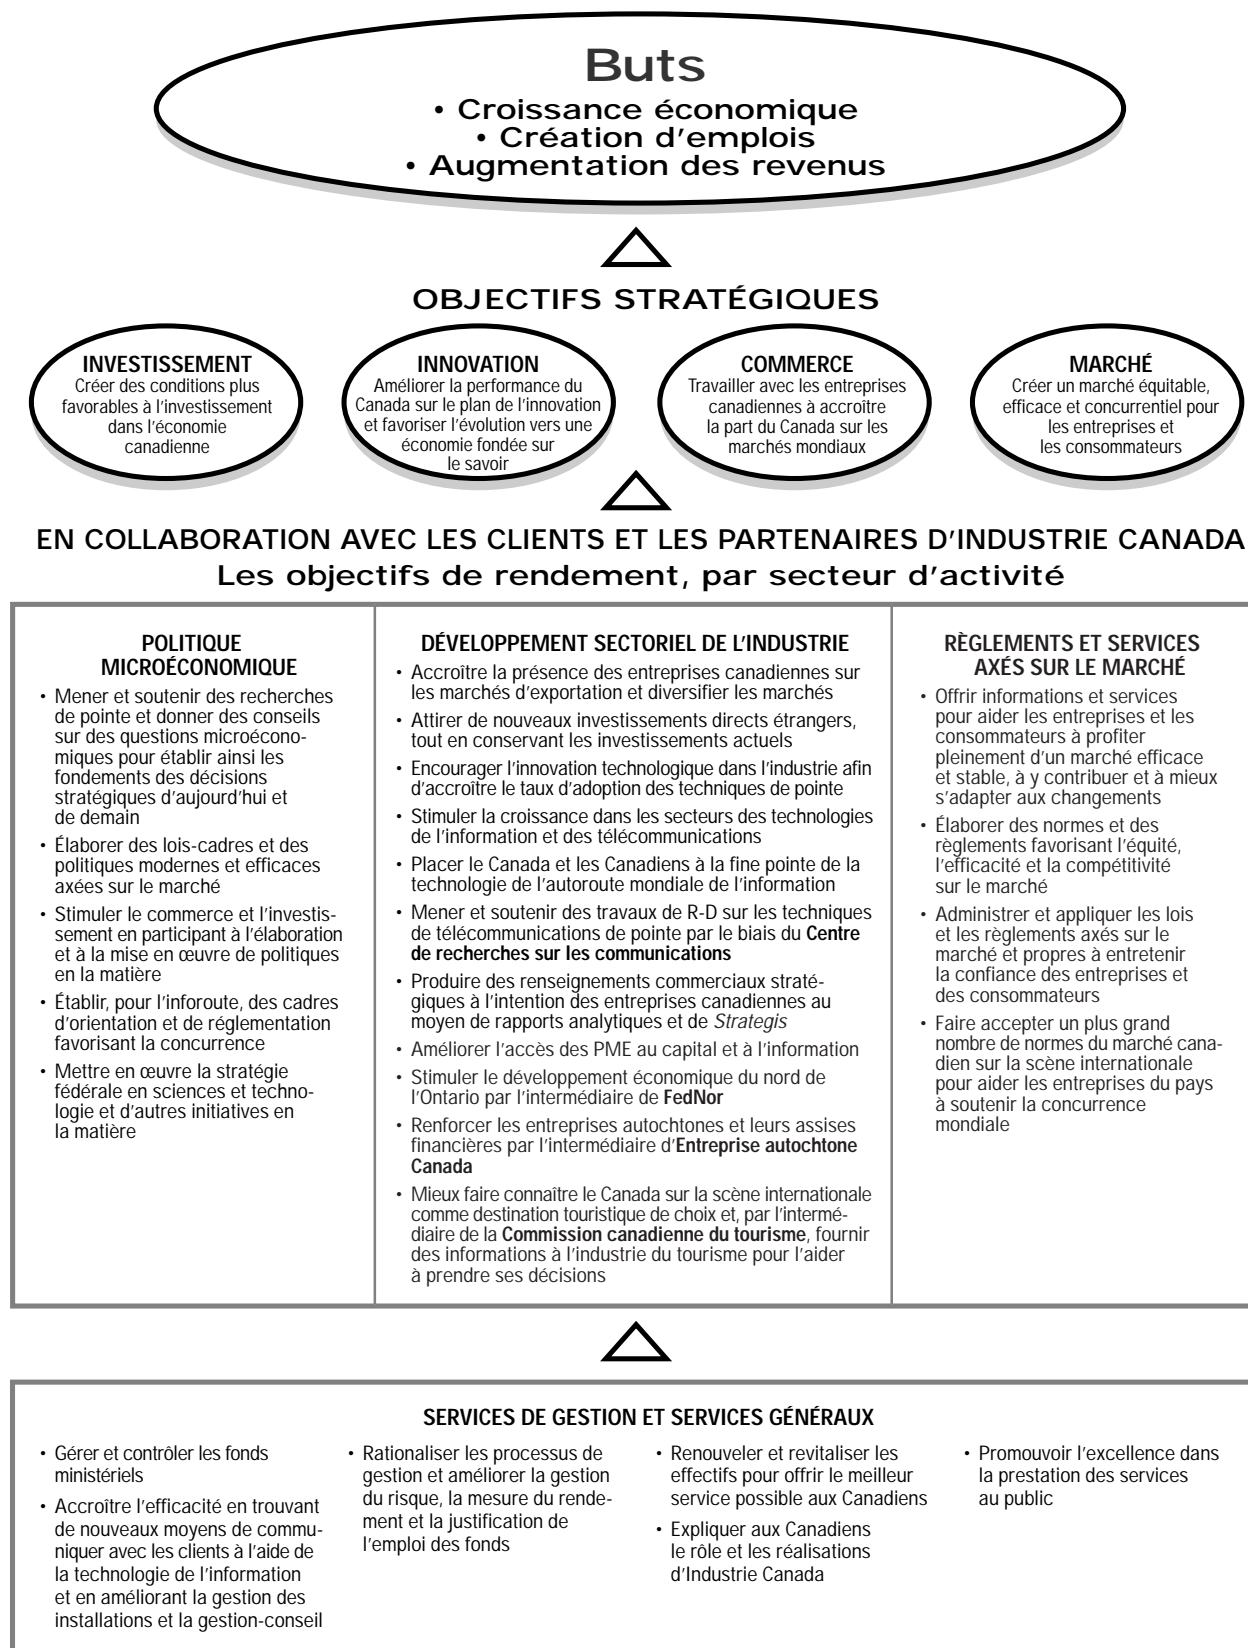 Buts
• Croissance économique
• Création d'emplois
• Augmentation des revenus
OBJECTIFS STRATÉGIQUES
INVESTISSEMENT
Créer des conditions plus
favorables à l'investissement
dans l'économie
canadienne
INNOVATION
Améliorer la performance du
Canada sur le plan de l'innovation
et favoriser l'évolution vers une
économie fondée sur
le savoir
COMMERCE
Travailler avec les entreprises
canadiennes à accroître
la part du Canada sur les
marchés mondiaux
MARCHÉ
Créer un marché équitable,
efficace et concurrentiel pour
les entreprises et
les consommateurs
EN COLLABORATION AVEC LES CLIENTS ET LES PARTENAIRES D'INDUSTRIE CANADA
Les objectifs de rendement, par secteur d'activité
POLITIQUE
MICROÉCONOMIQUE
• Mener et soutenir des recherches
de pointe et donner des conseils
sur des questions microécono-
miques pour établir ainsi les
fondements des décisions
stratégiques d'aujourd'hui et
de demain
• Élaborer des lois-cadres et des
politiques modernes et efficaces
axées sur le marché
• Stimuler le commerce et l'investis-
sement en participant à l'élaboration
et à la mise en œuvre de politiques
en la matière
• Établir, pour l'inforoute, des cadres
d'orientation et de réglementation
favorisant la concurrence
• Mettre en œuvre la stratégie
fédérale en sciences et techno-
logie et d'autres initiatives en
la matière
DÉVELOPPEMENT SECTORIEL DE L'INDUSTRIE
• Accroître la présence des entreprises canadiennes sur
les marchés d'exportation et diversifier les marchés
• Attirer de nouveaux investissements directs étrangers,
tout en conservant les investissements actuels
• Encourager l'innovation technologique dans l'industrie afin
d'accroître le taux d'adoption des techniques de pointe
• Stimuler la croissance dans les secteurs des technologies
de l'information et des télécommunications
• Placer le Canada et les Canadiens à la fine pointe de la
technologie de l'autoroute mondiale de l'information
• Mener et soutenir des travaux de R-D sur les techniques
de télécommunications de pointe par le biais du Centre
de recherches sur les communications
• Produire des renseignements commerciaux straté-
giques à l'intention des entreprises canadiennes au
moyen de rapports analytiques et de Strategis
• Améliorer l'accès des PME au capital et à l'information
• Stimuler le développement économique du nord de
l'Ontario par l'intermédiaire de FedNor
• Renforcer les entreprises autochtones et leurs assises
financières par l'intermédiaire d'Entreprise autochtone
Canada
• Mieux faire connaître le Canada sur la scène internationale
comme destination touristique de choix et, par l'intermé-
diaire de la Commission canadienne du tourisme, fournir
des informations à l'industrie du tourisme pour l'aider
à prendre ses décisions
RÈGLEMENTS ET SERVICES
AXÉS SUR LE MARCHÉ
• Offrir informations et services
pour aider les entreprises et les
consommateurs à profiter
pleinement d'un marché efficace
et stable, à y contribuer et à mieux
s'adapter aux changements
• Élaborer des normes et des
règlements favorisant l'équité,
l'efficacité et la compétitivité
sur le marché
• Administrer et appliquer les lois
et les règlements axés sur le
marché et propres à entretenir
la confiance des entreprises et
des consommateurs
• Faire accepter un plus grand
nombre de normes du marché cana-
dien sur la scène internationale
pour aider les entreprises du pays
à soutenir la concurrence
mondiale
SERVICES DE GESTION ET SERVICES GÉNÉRAUX
• Gérer et contrôler les fonds
ministériels
• Accroître l'efficacité en trouvant
de nouveaux moyens de commu-
niquer avec les clients à l'aide de
la technologie de l'information
et en améliorant la gestion des
installations et la gestion-conseil
• Rationaliser les processus de
gestion et améliorer la gestion
du risque, la mesure du rende-
ment et la justification de
l'emploi des fonds
• Renouveler et revitaliser les
effectifs pour offrir le meilleur
service possible aux Canadiens
• Expliquer aux Canadiens
le rôle et les réalisations
d'Industrie Canada
• Promouvoir l'excellence dans
la prestation des services
au public